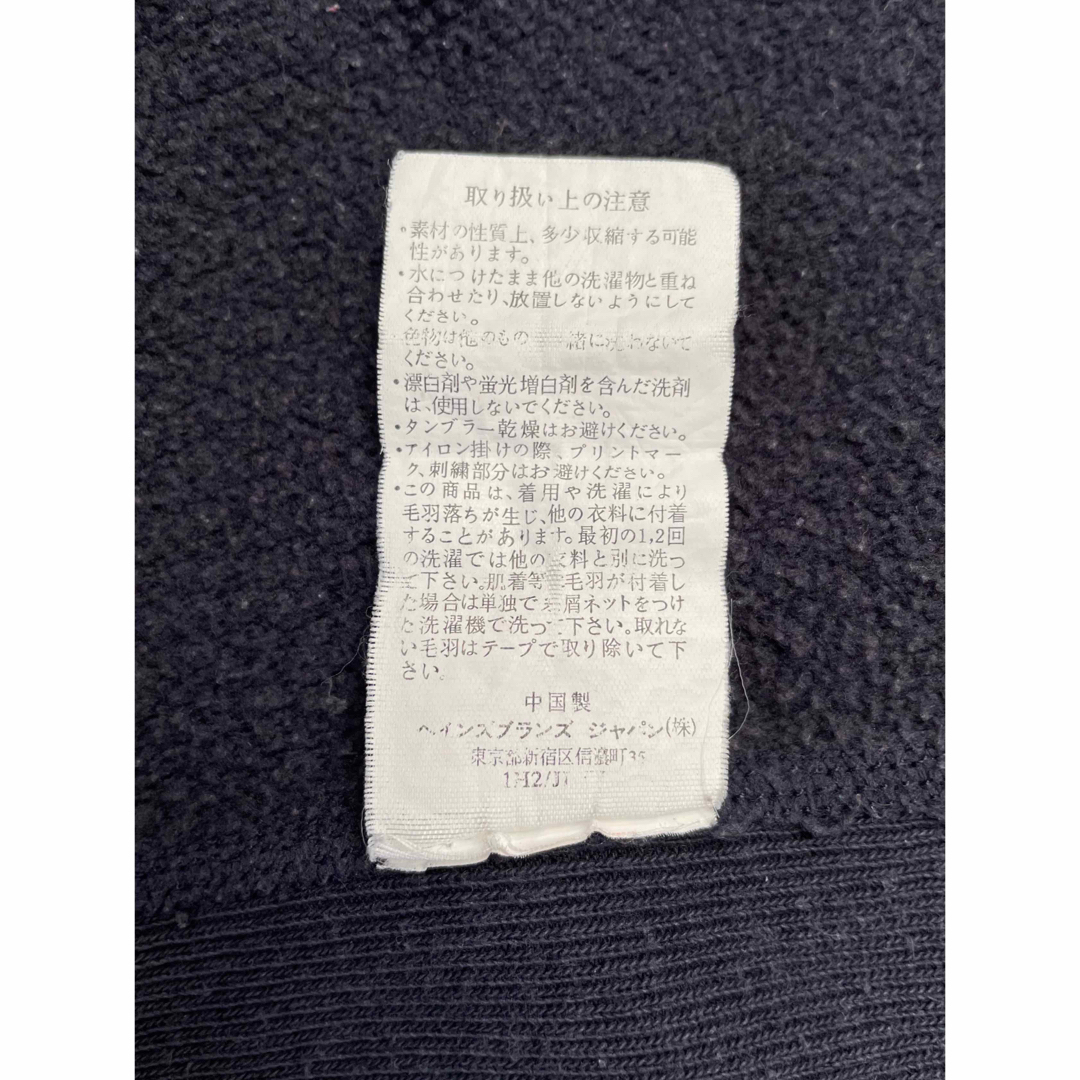 取り扱い上の注意
・素材の性質上、多少収縮する可能
性があります。
・水につけたまま他の洗濯物と重ね
合わせたり、放置しないようにして
ください。
色物は他のもの 緒に洗わないで
ください。
・漂白剤や蛍光増白剤を含んだ洗剤
は、使用しないでください。
・タンブラー乾燥はお避けください。
・アイロン掛けの際、プリントマー
ク、刺繍部分はお避けください。
・この商品は、着用や洗濯により
毛羽落ちが生じ、他の衣料に付着
することがあります。最初の1,2回
の洗濯では他の 料と別に洗っ
て下さい。肌着等 毛羽が付着し
た場合は単独で 屑ネットをつけ
た洗濯機で洗って下さい。取れな
い毛羽はテープで取り除いて下
さい。
中国製
ヘインズブランズ ジャパン(株)
東京都新宿区信濃町35